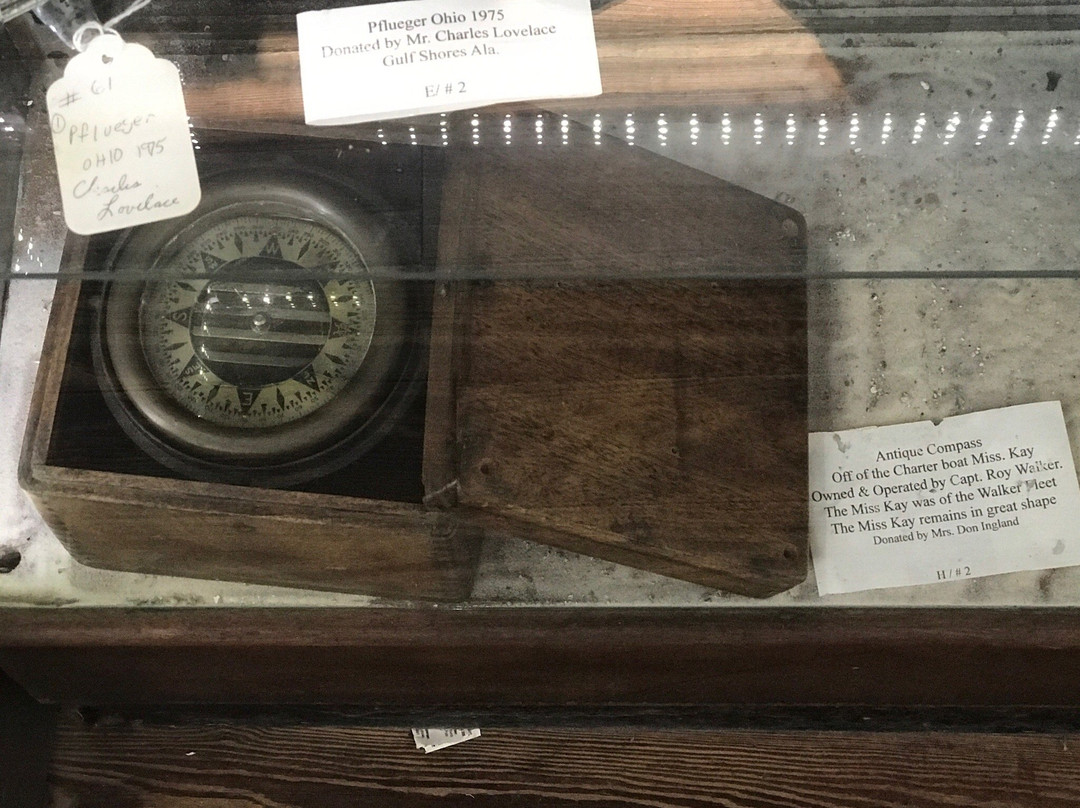 Pflueger Ohio 1975
Donated by Mr. Charles Lovelace
Gulf Shores Ala.
E/ # 2
# 61
① Pflueger
OHIO 1975
Charles
Lovelace
W
S
E
Antique Compass
Off of the Charter boat Miss. Kay
Owned & Operated by Capt. Roy Walker.
The Miss Kay was of the Walker Fleet
The Miss Kay remains in great shape
Donated by Mrs. Don Ingland
H / # 2